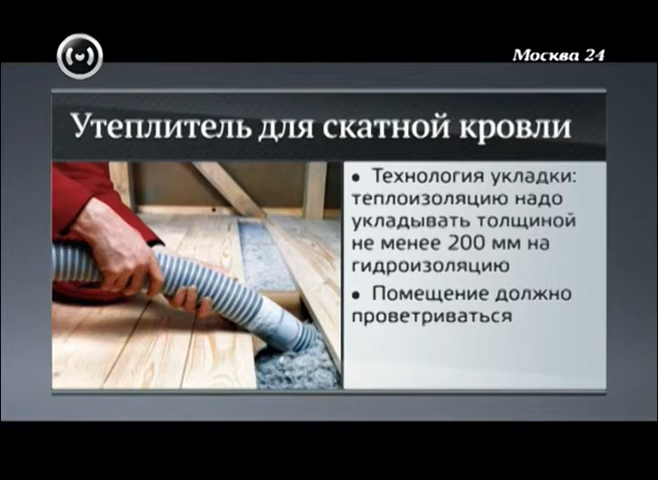 Москва 24
Утеплитель для скатной кровли
• Технология укладки:
теплоизоляцию надо
укладывать толщиной
не менее 200 мм на
гидроизоляцию
• Помещение должно
проветриваться